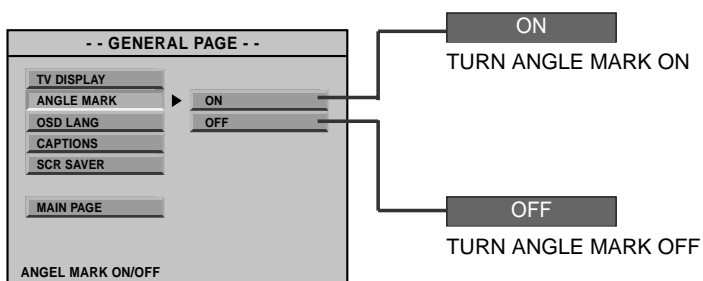 - - GENERAL PAGE - -
TV DISPLAY
ANGLE MARK
ON
OSD LANG
OFF
CAPTIONS
SCR SAVER
MAIN PAGE
ANGEL MARK ON/OFF
ON
TURN ANGLE MARK ON
OFF
TURN ANGLE MARK OFF